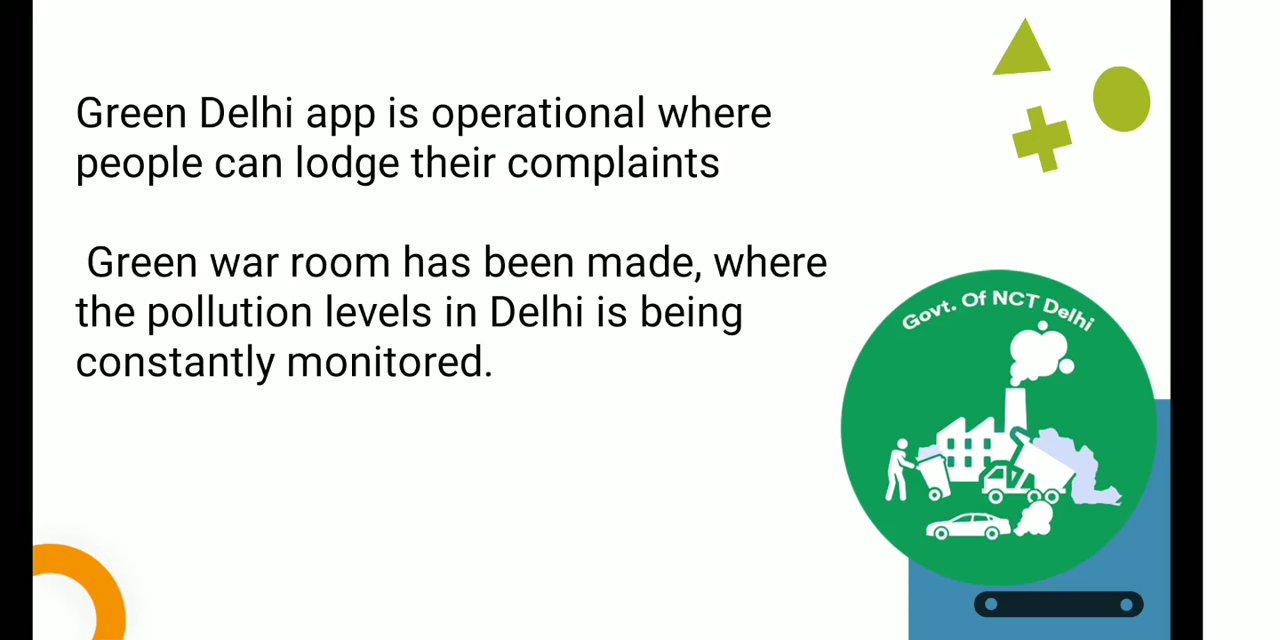 Green Delhi app is operational where
people can lodge their complaints
Green war room has been made, where
the pollution levels in Delhi is being
constantly monitored.
Govt. Of NCT Delhi